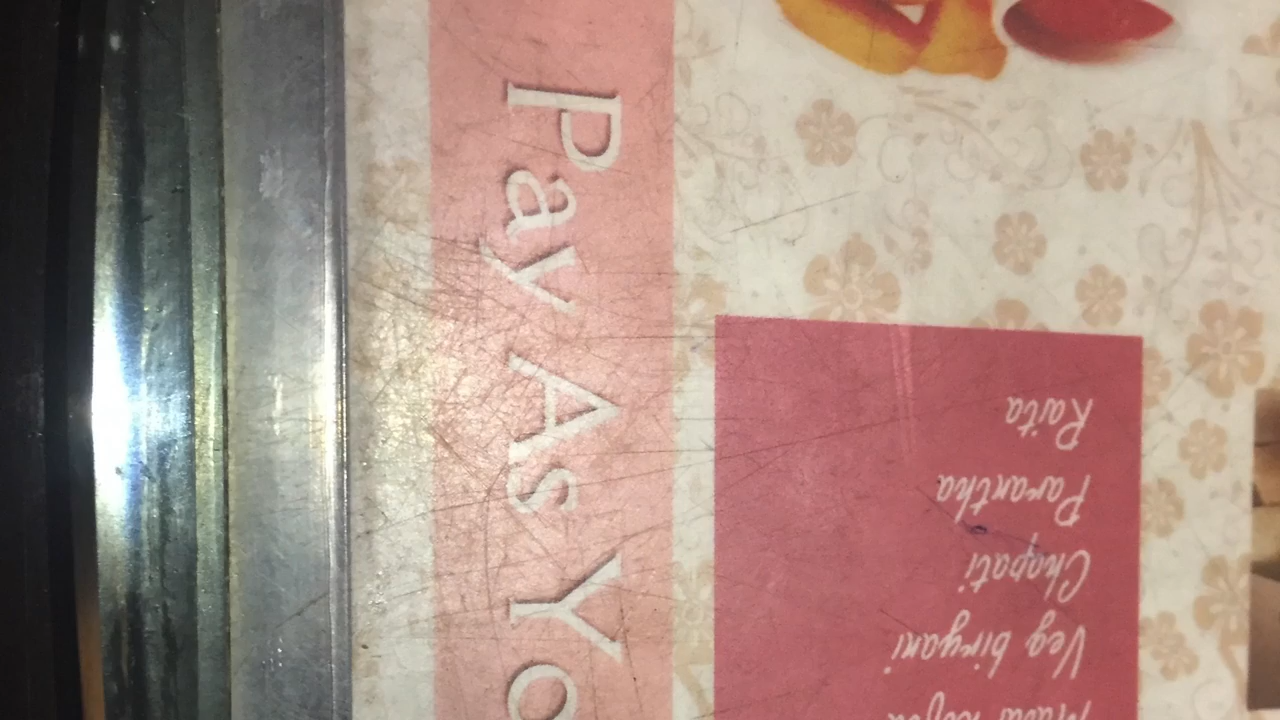 Pay As Yo
Veg biryani
Chapati
Parantha
Raita